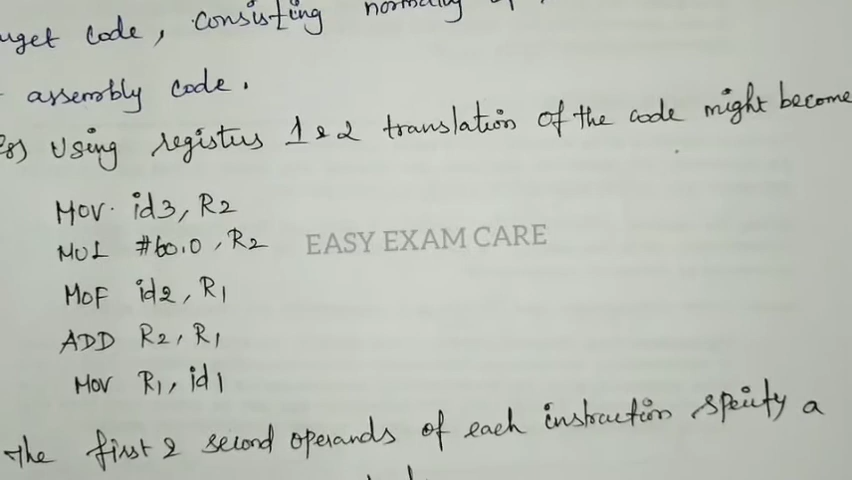 code, consisting
assembly code.
Using registers 1 & 2 translation of the code might become
MOV. id3, R2
MUL #60.0, R2
EASY EXAM CARE
MOF id2, R1
ADD R2, R1
MOV R1, id1
The first & second operands of each instruction specify a